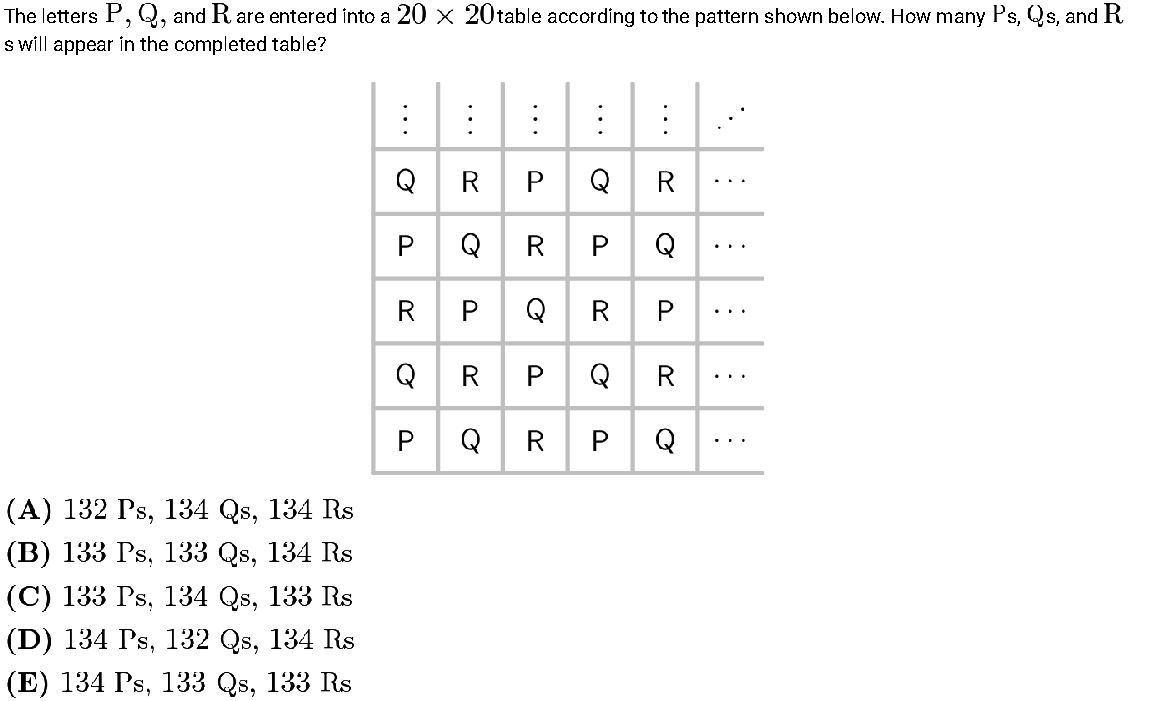 The letters P, Q, and R are entered into a 20 × 20 table according to the pattern shown below. How many Ps, Qs, and R
s will appear in the completed table?
⋮ ⋮ ⋮ ⋮ ⋮ ⋰
Q R P Q R ⋯
P Q R P Q ⋯
R P Q R P ⋯
Q R P Q R ⋯
P Q R P Q ⋯
(A) 132 Ps, 134 Qs, 134 Rs
(B) 133 Ps, 133 Qs, 134 Rs
(C) 133 Ps, 134 Qs, 133 Rs
(D) 134 Ps, 132 Qs, 134 Rs
(E) 134 Ps, 133 Qs, 133 Rs